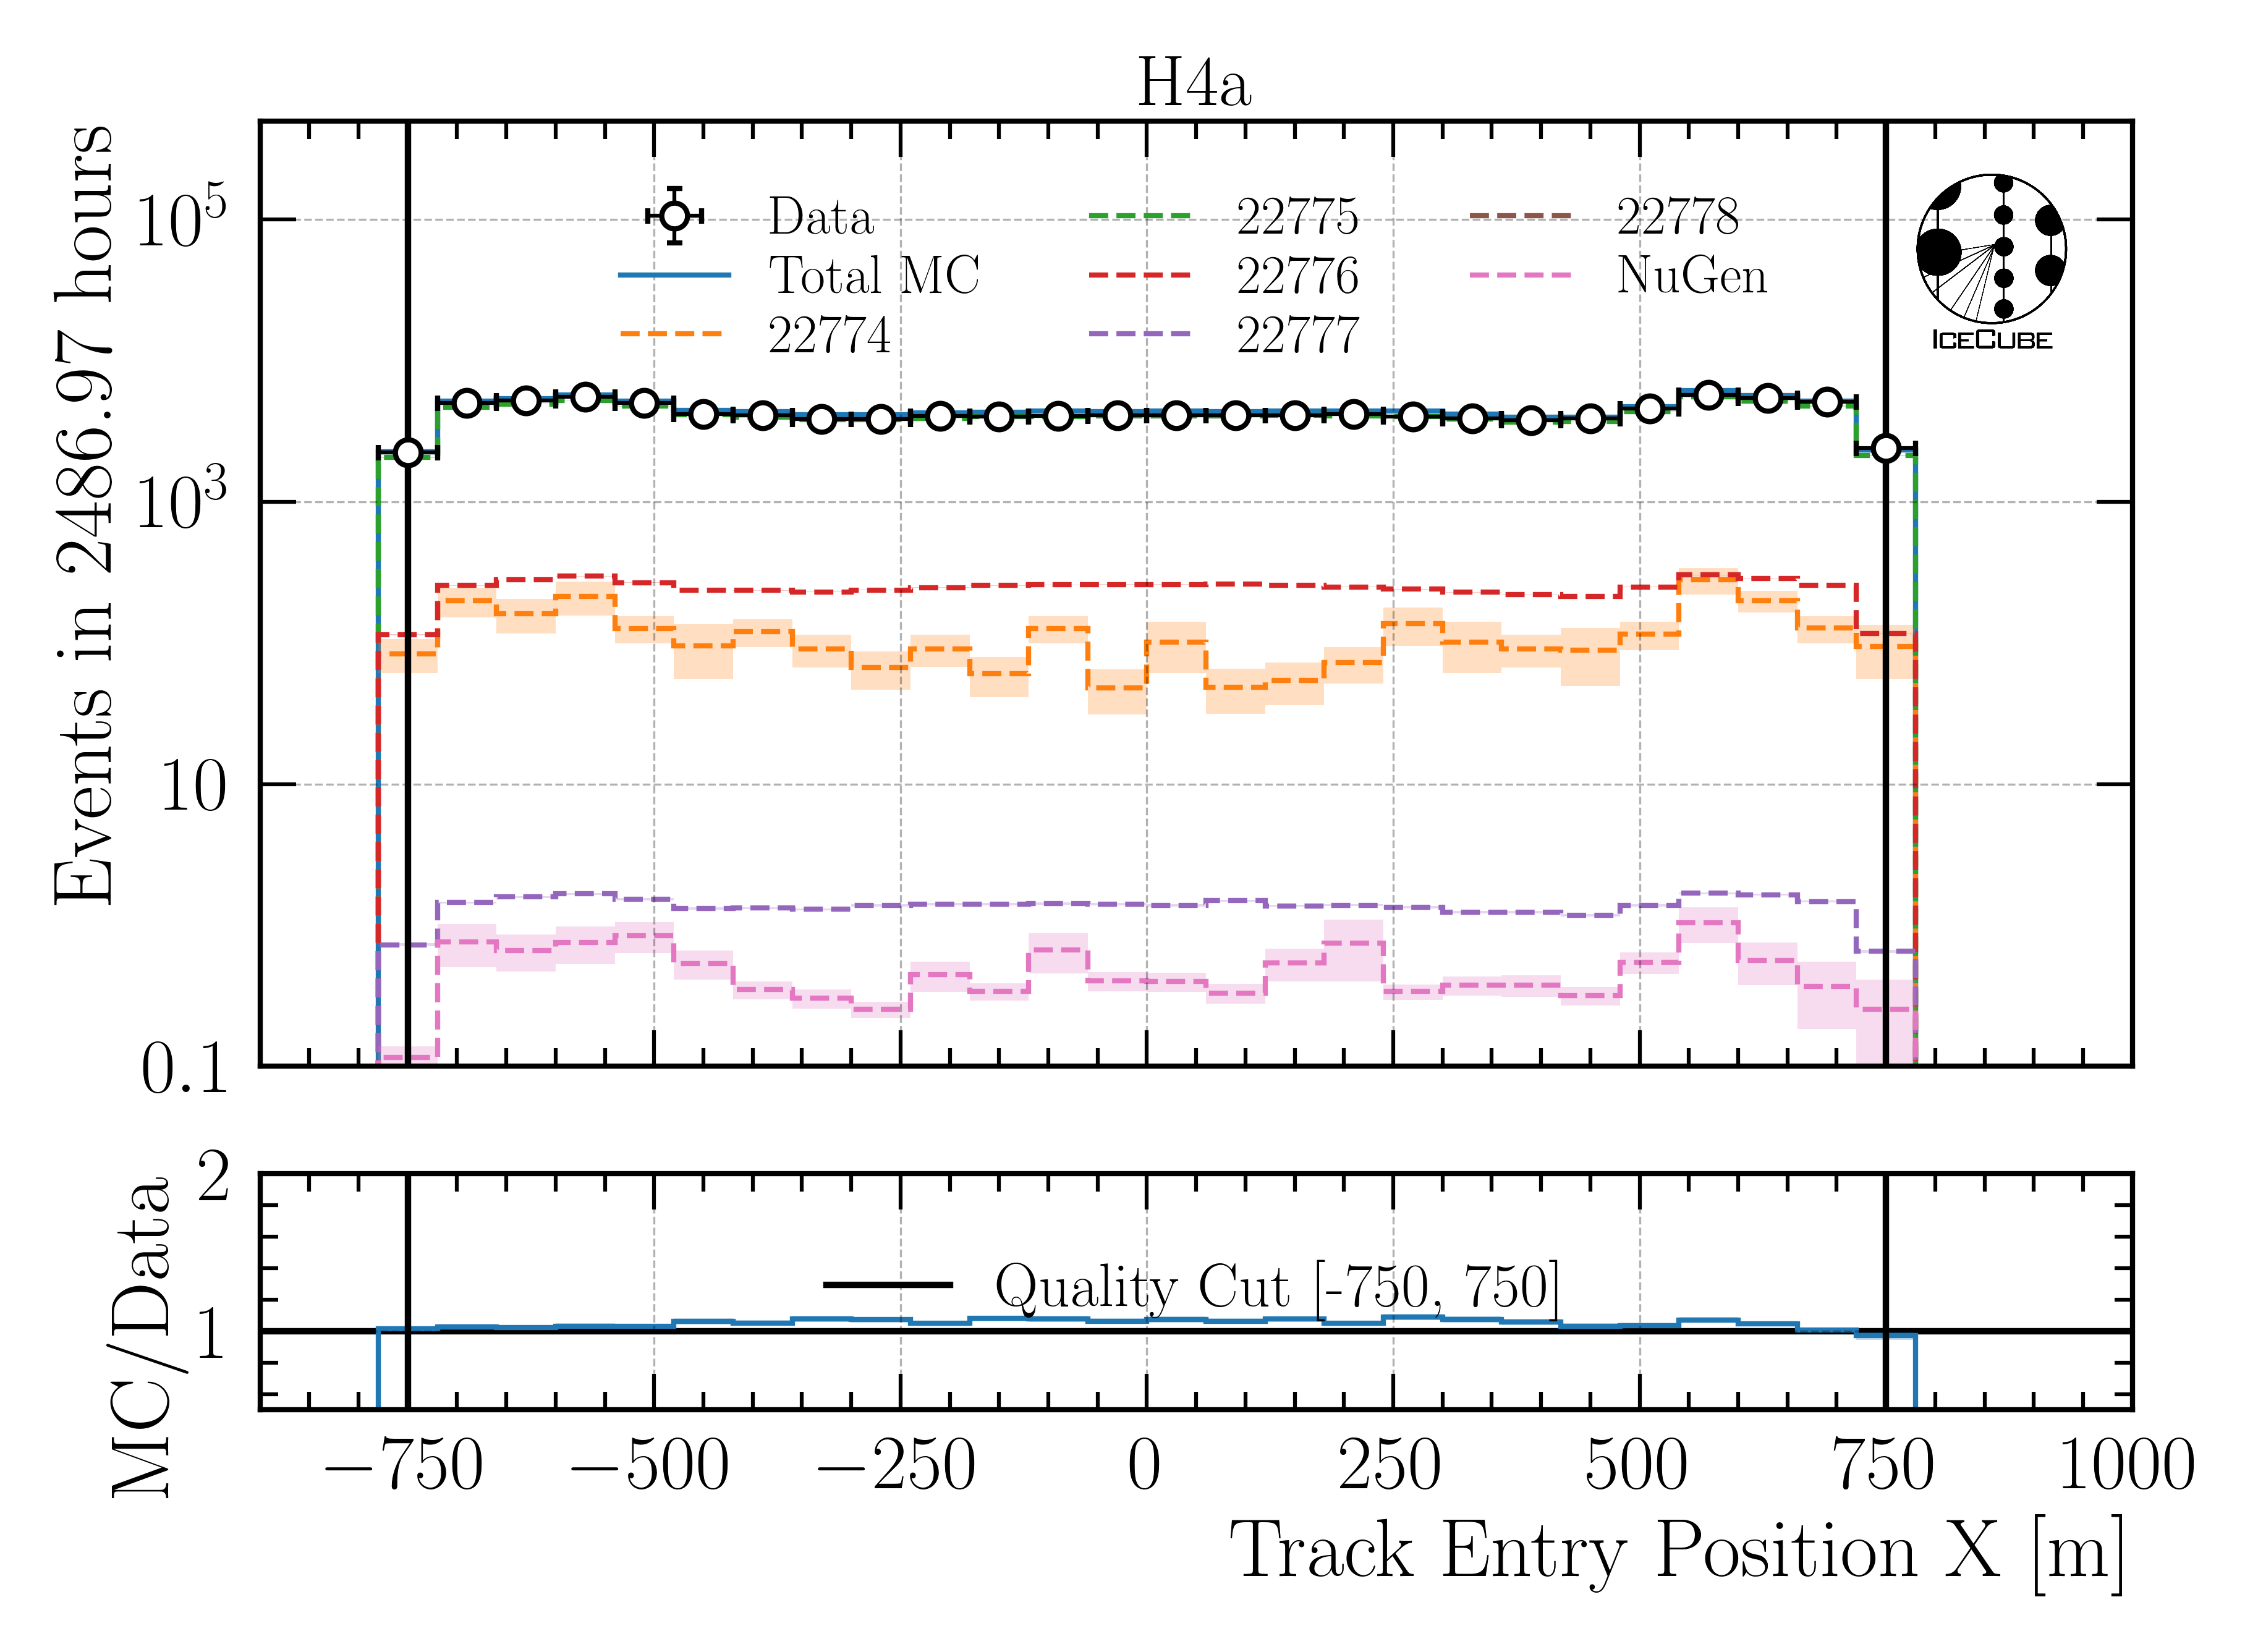 H4a
Events in 2486.97 hours
10^5
10^3
10
0.1
Data
Total MC
22774
22775
22776
22777
22778
NuGen
ICECUBE
MC/Data
2
1
Quality Cut [-750, 750]
−750 −500 −250 0 250 500 750 1000
Track Entry Position X [m]